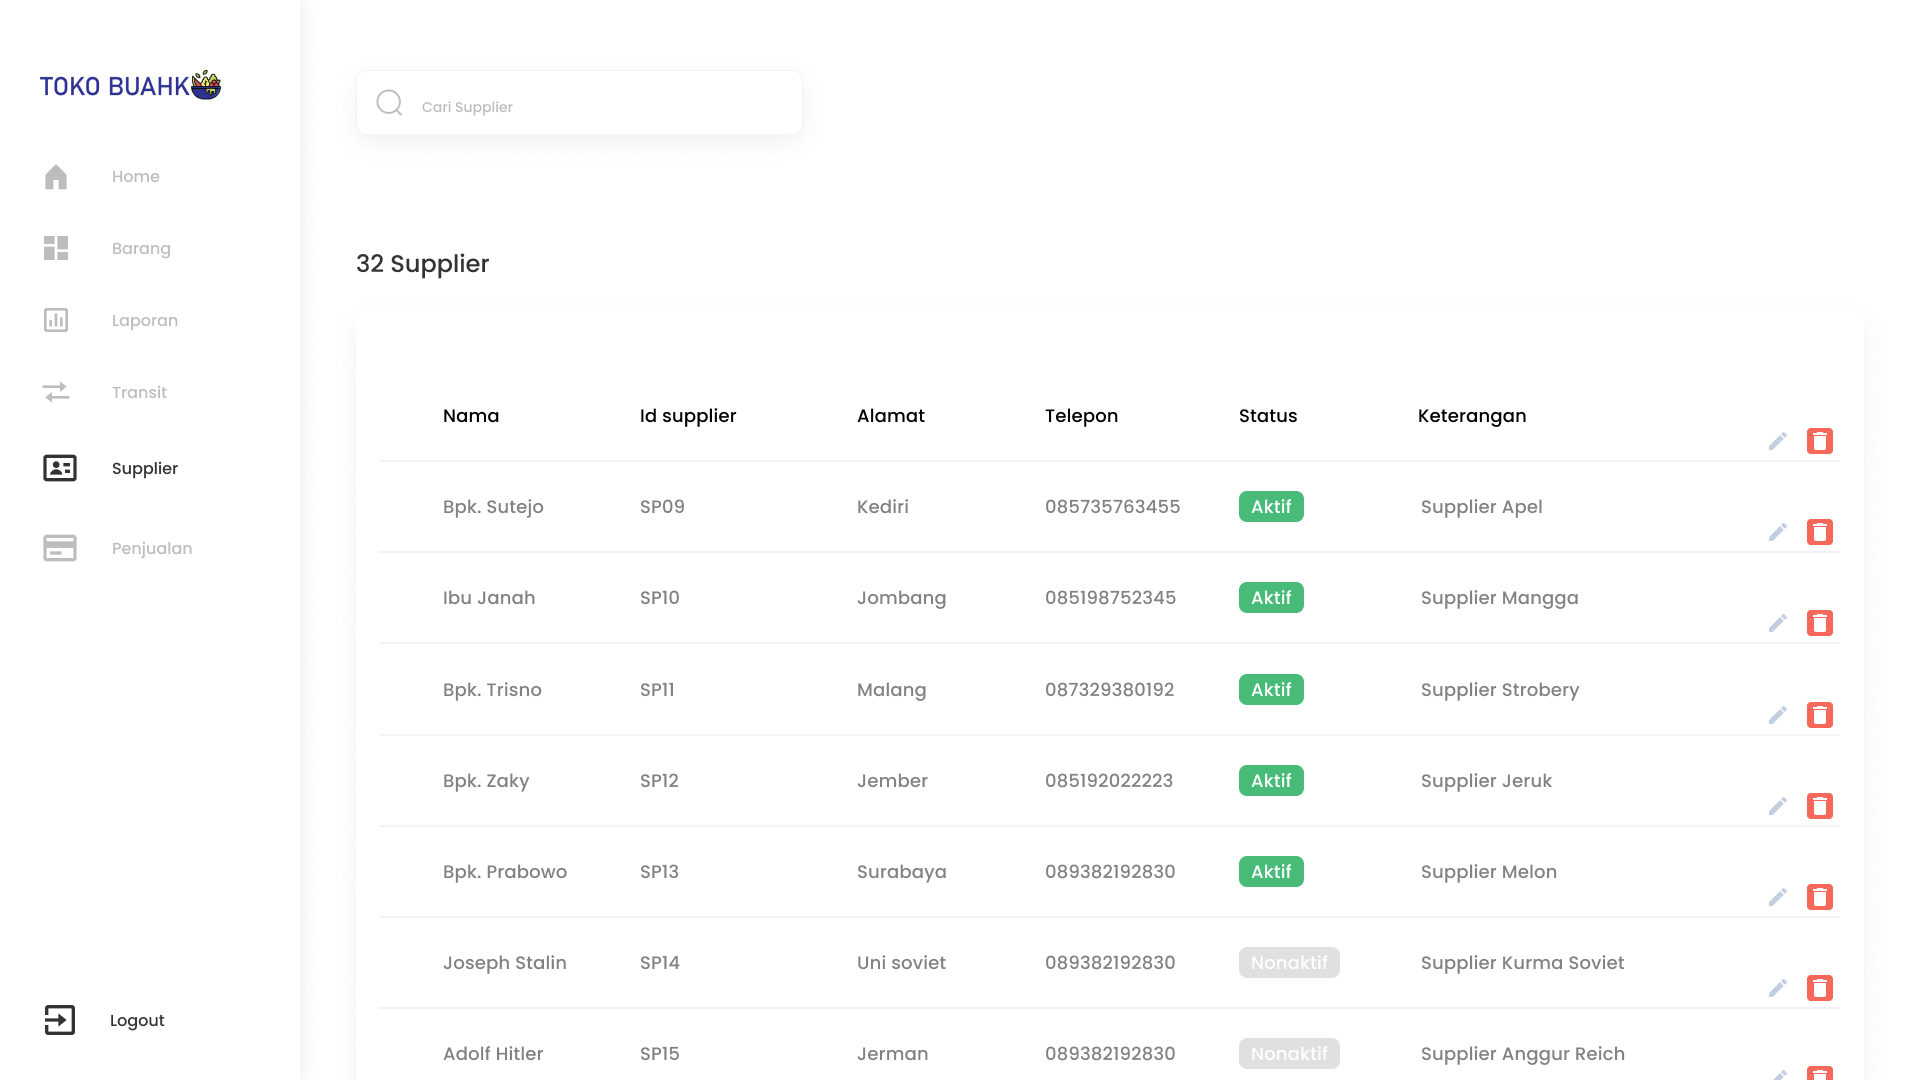 TOKO BUAHK
Cari Supplier
Home
Barang
Laporan
Transit
Supplier
Penjualan
Logout
32 Supplier
Nama Id supplier Alamat Telepon Status Keterangan
Bpk. Sutejo SP09 Kediri 085735763455 Aktif Supplier Apel
Ibu Janah SP10 Jombang 085198752345 Aktif Supplier Mangga
Bpk. Trisno SP11 Malang 087329380192 Aktif Supplier Strobery
Bpk. Zaky SP12 Jember 085192022223 Aktif Supplier Jeruk
Bpk. Prabowo SP13 Surabaya 089382192830 Aktif Supplier Melon
Joseph Stalin SP14 Uni soviet 089382192830 Nonaktif Supplier Kurma Soviet
Adolf Hitler SP15 Jerman 089382192830 Nonaktif Supplier Anggur Reich